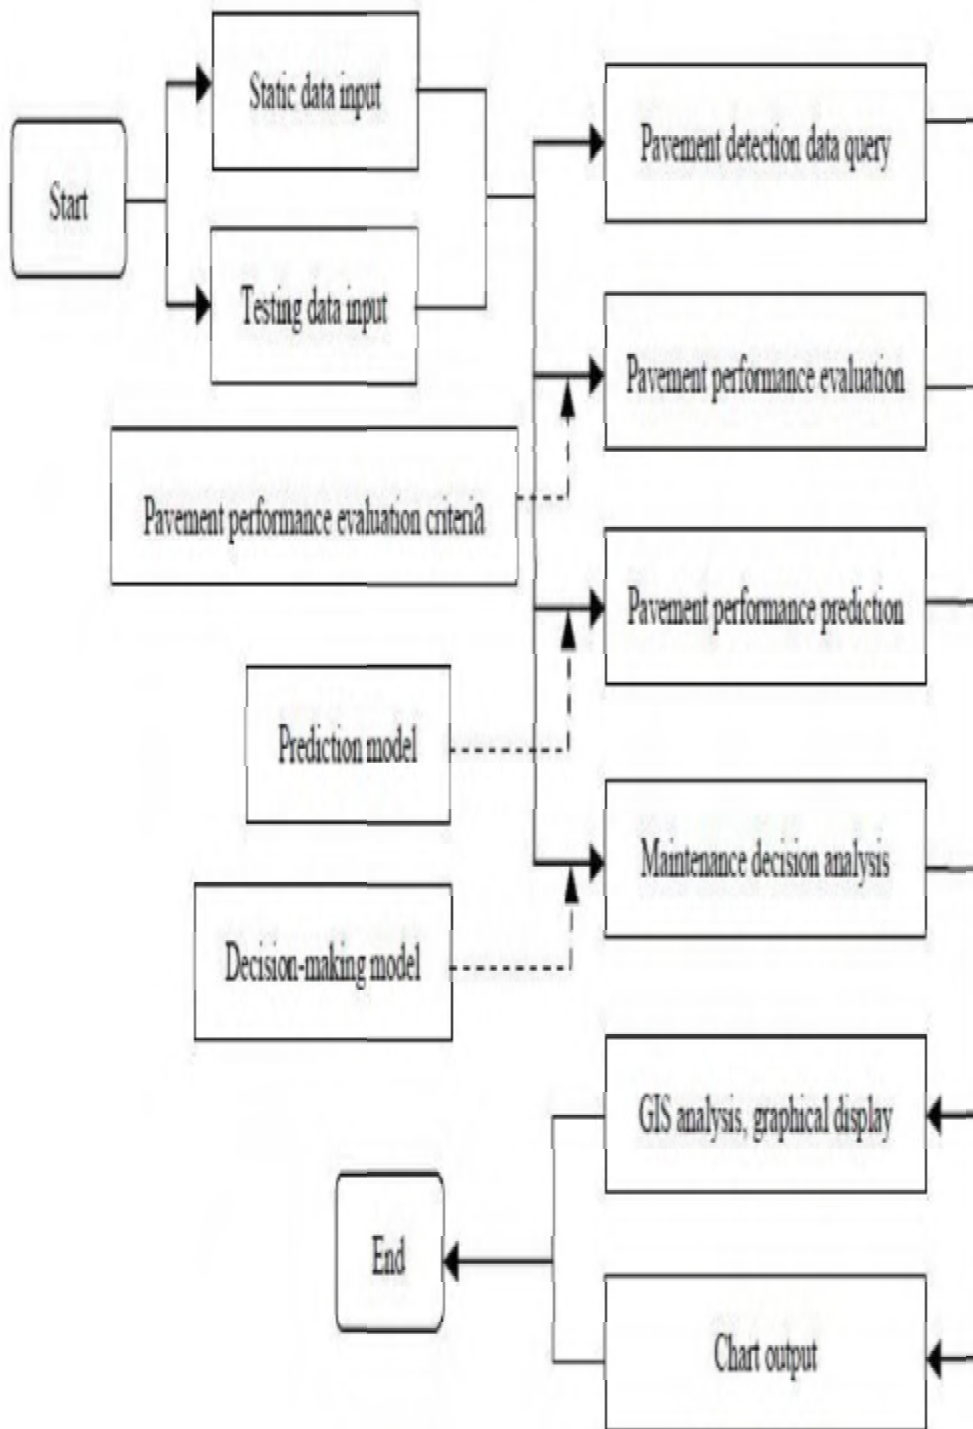 Start
Static data input
Testing data input
Pavement detection data query
Pavement performance evaluation
Pavement performance evaluation criteria
Pavement performance prediction
Prediction model
Maintenance decision analysis
Decision-making model
GIS analysis, graphical display
End
Chart output